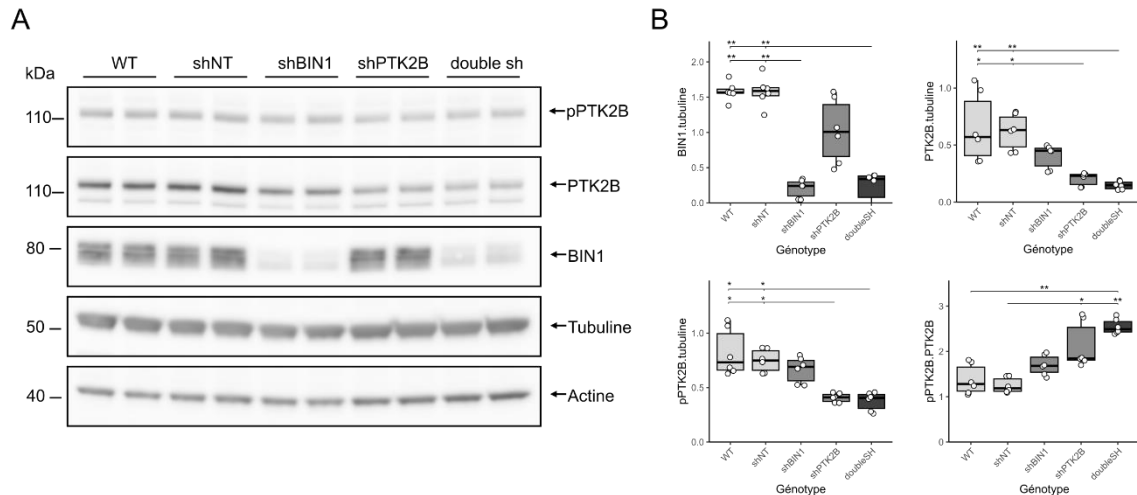 A
B
kDa
WT shNT shBIN1 shPTK2B double sh
110
pPTK2B
110
PTK2B
80
BIN1
50
Tubuline
40
Actine
BIN1.tubuline
** **
** **
1.5
1.0
0.5
0.0
WT shNT shBIN1 shPTK2B doubleSH
Génotype
PTK2B.tubuline
** **
* *
1.0
0.5
0.0
WT shNT shBIN1 shPTK2B doubleSH
Génotype
pPTK2B.tubuline
* *
* *
1.0
0.5
0.0
WT shNT shBIN1 shPTK2B doubleSH
Génotype
pPTK2B.PTK2B
**
* **
3
2
1
0
WT shNT shBIN1 shPTK2B doubleSH
Génotype